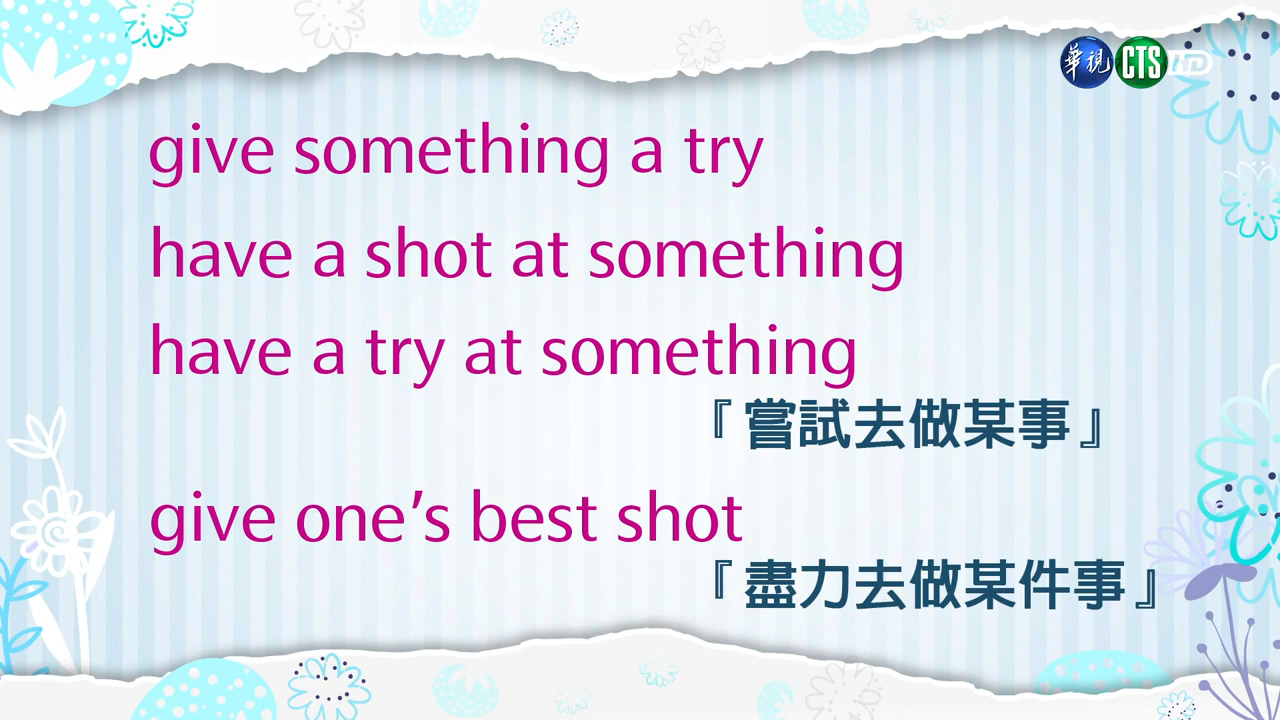 華視 CTS HD
give something a try
have a shot at something
have a try at something
『嘗試去做某事』
give one’s best shot
『盡力去做某件事』